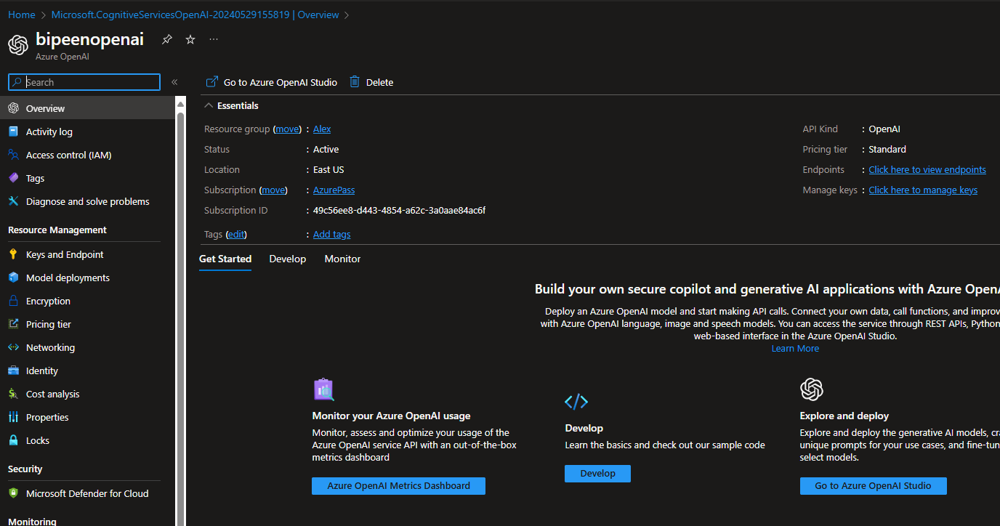 Home > Microsoft.CognitiveServicesOpenAI-20240529155819 | Overview >
bipeenopenai
Azure OpenAI
Search
Overview
Activity log
Access control (IAM)
Tags
Diagnose and solve problems
Resource Management
Keys and Endpoint
Model deployments
Encryption
Pricing tier
Networking
Identity
Cost analysis
Properties
Locks
Security
Microsoft Defender for Cloud
Monitoring
Go to Azure OpenAI Studio Delete
Essentials
Resource group (move) : Alex
Status : Active
Location : East US
Subscription (move) : AzurePass
Subscription ID : 49c56ee8-d443-4854-a62c-3a0aae84ac6f
Tags (edit) : Add tags
API Kind : OpenAI
Pricing tier : Standard
Endpoints : Click here to view endpoints
Manage keys : Click here to manage keys
Get Started Develop Monitor
Build your own secure copilot and generative AI applications with Azure Open
Deploy an Azure OpenAI model and start making API calls. Connect your own data, call functions, and improv
with Azure OpenAI language, image and speech models. You can access the service through REST APIs, Python
web-based interface in the Azure OpenAI Studio.
Learn More
Monitor your Azure OpenAI usage
Monitor, assess and optimize your usage of the
Azure OpenAI service API with an out-of-the-box
metrics dashboard
Azure OpenAI Metrics Dashboard
Develop
Learn the basics and check out our sample code
Develop
Explore and deploy
Explore and deploy the generative AI models, cra
unique prompts for your use cases, and fine-tun
select models.
Go to Azure OpenAI Studio